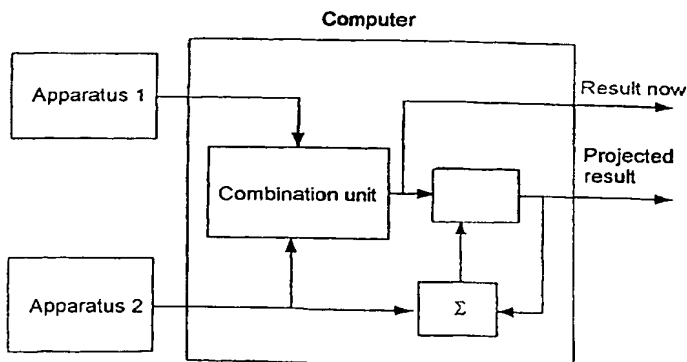 Computer
Apparatus 1
Result now
Projected
result
Combination unit
Apparatus 2
Σ